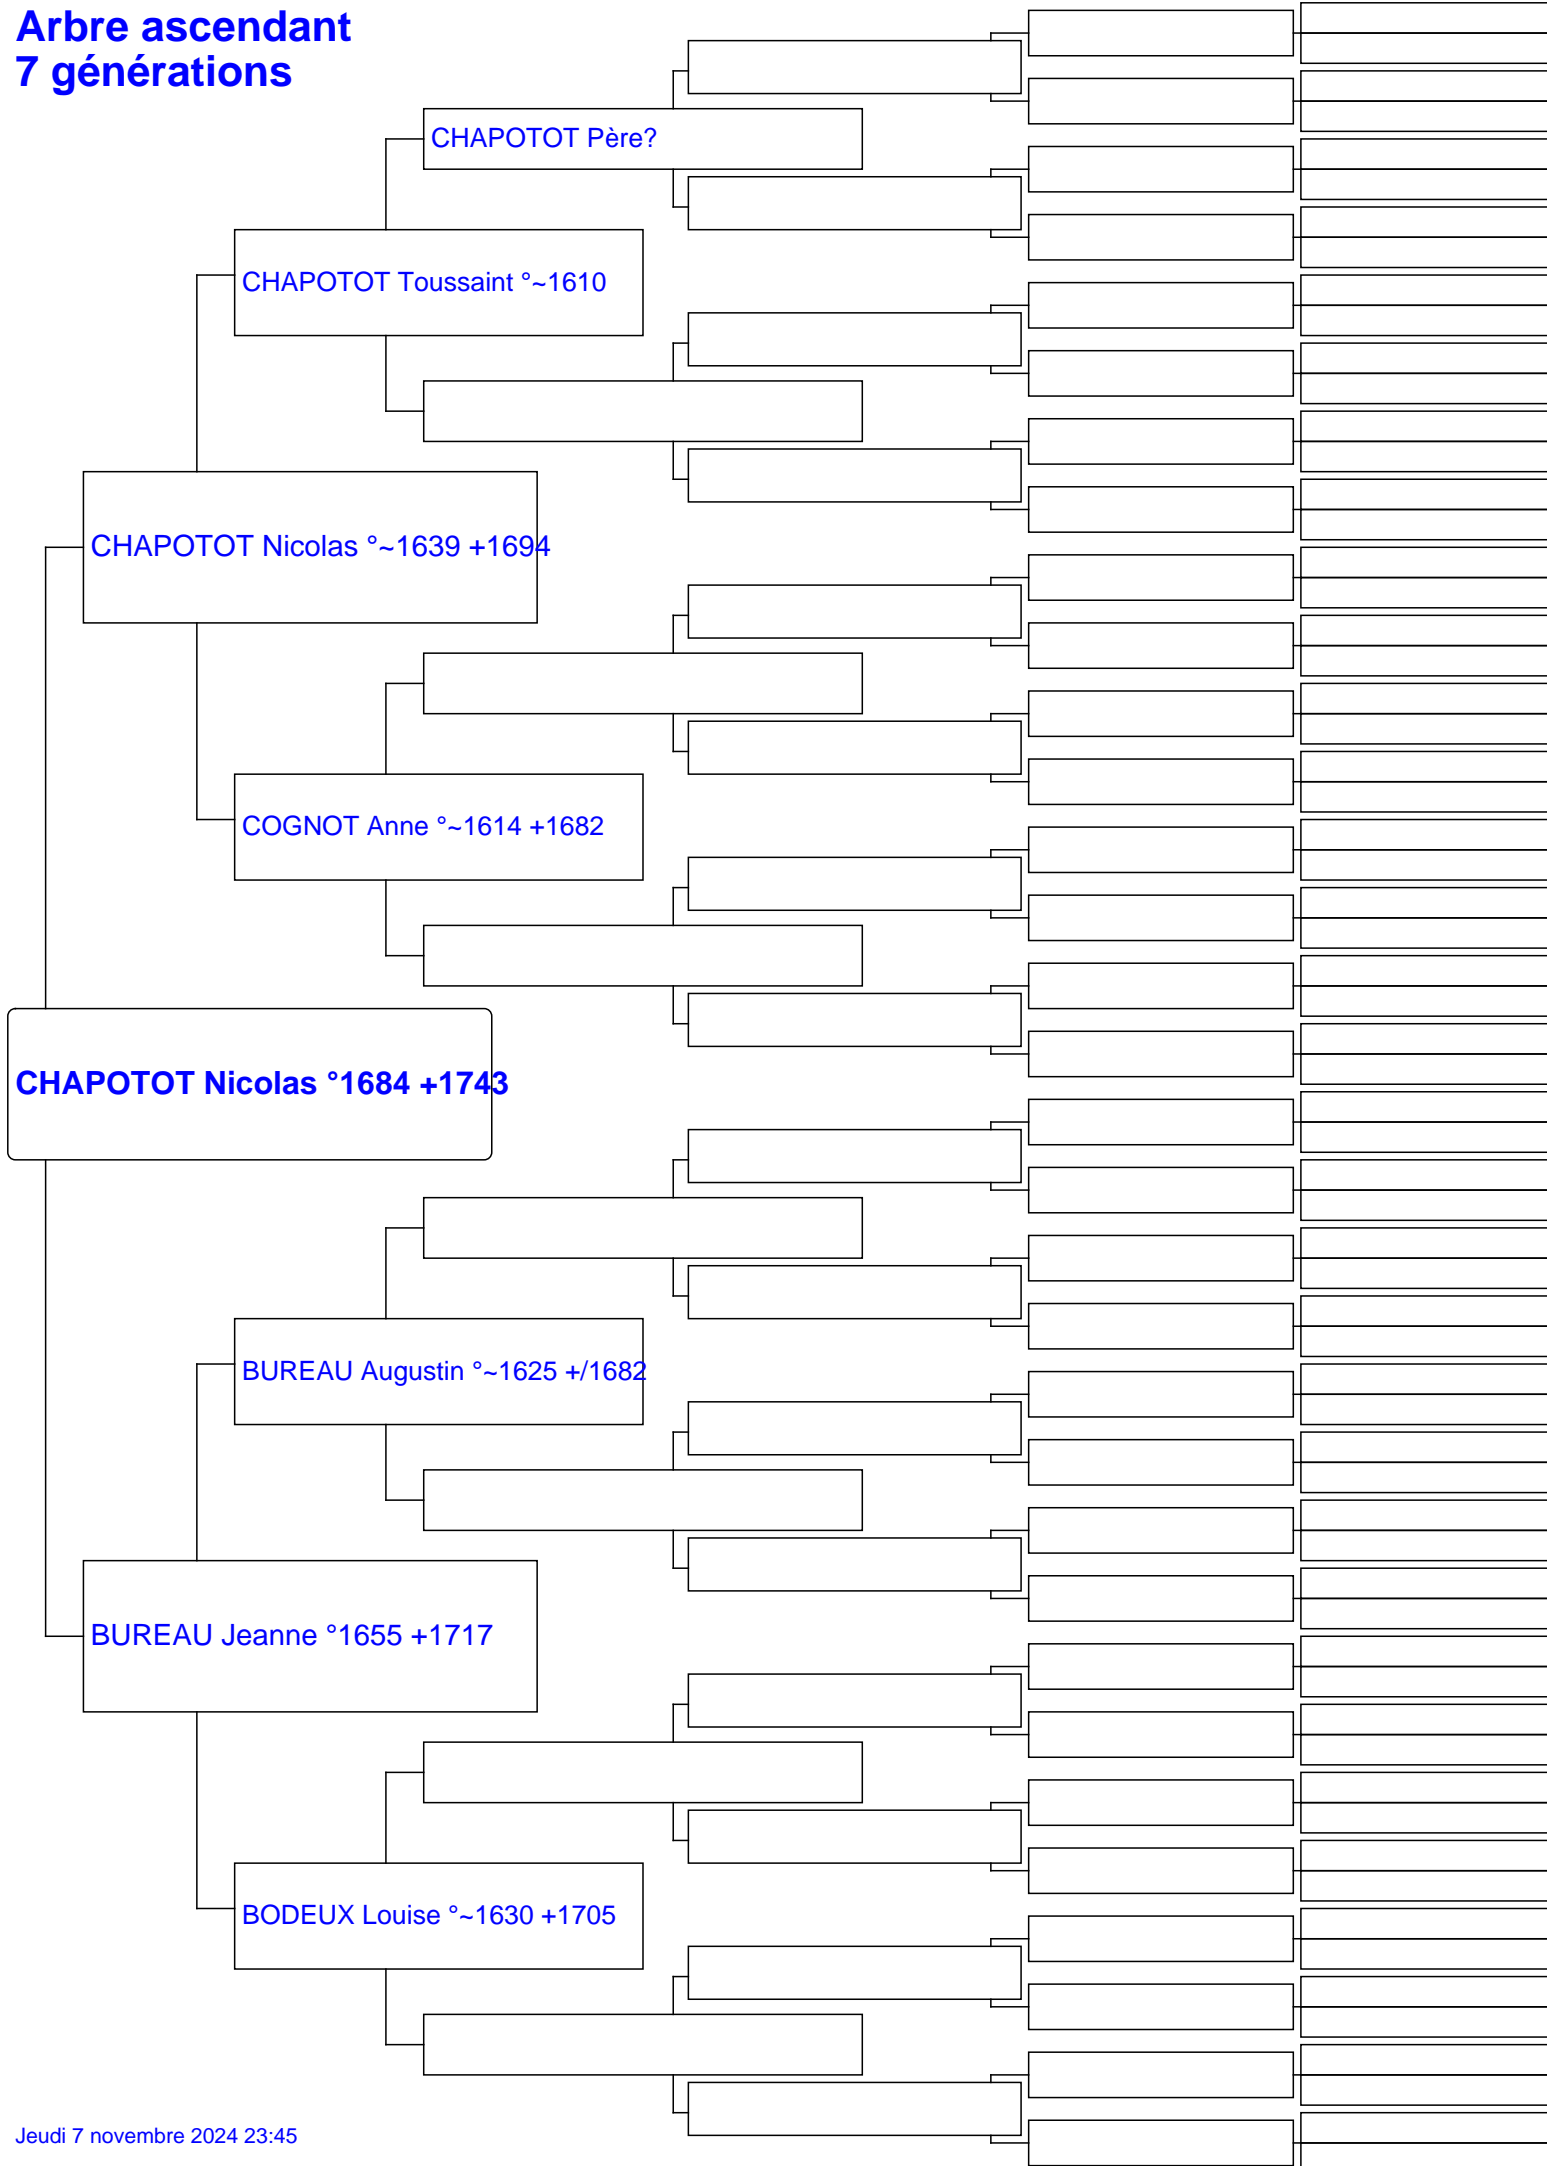 Arbre ascendant
7 générations
CHAPOTOT Père?
CHAPOTOT Toussaint °~1610
CHAPOTOT Nicolas °~1639 +1694
COGNOT Anne °~1614 +1682
CHAPOTOT Nicolas °1684 +1743
BUREAU Augustin °~1625 +/1682
BUREAU Jeanne °1655 +1717
BODEUX Louise °~1630 +1705
Jeudi 7 novembre 2024 23:45